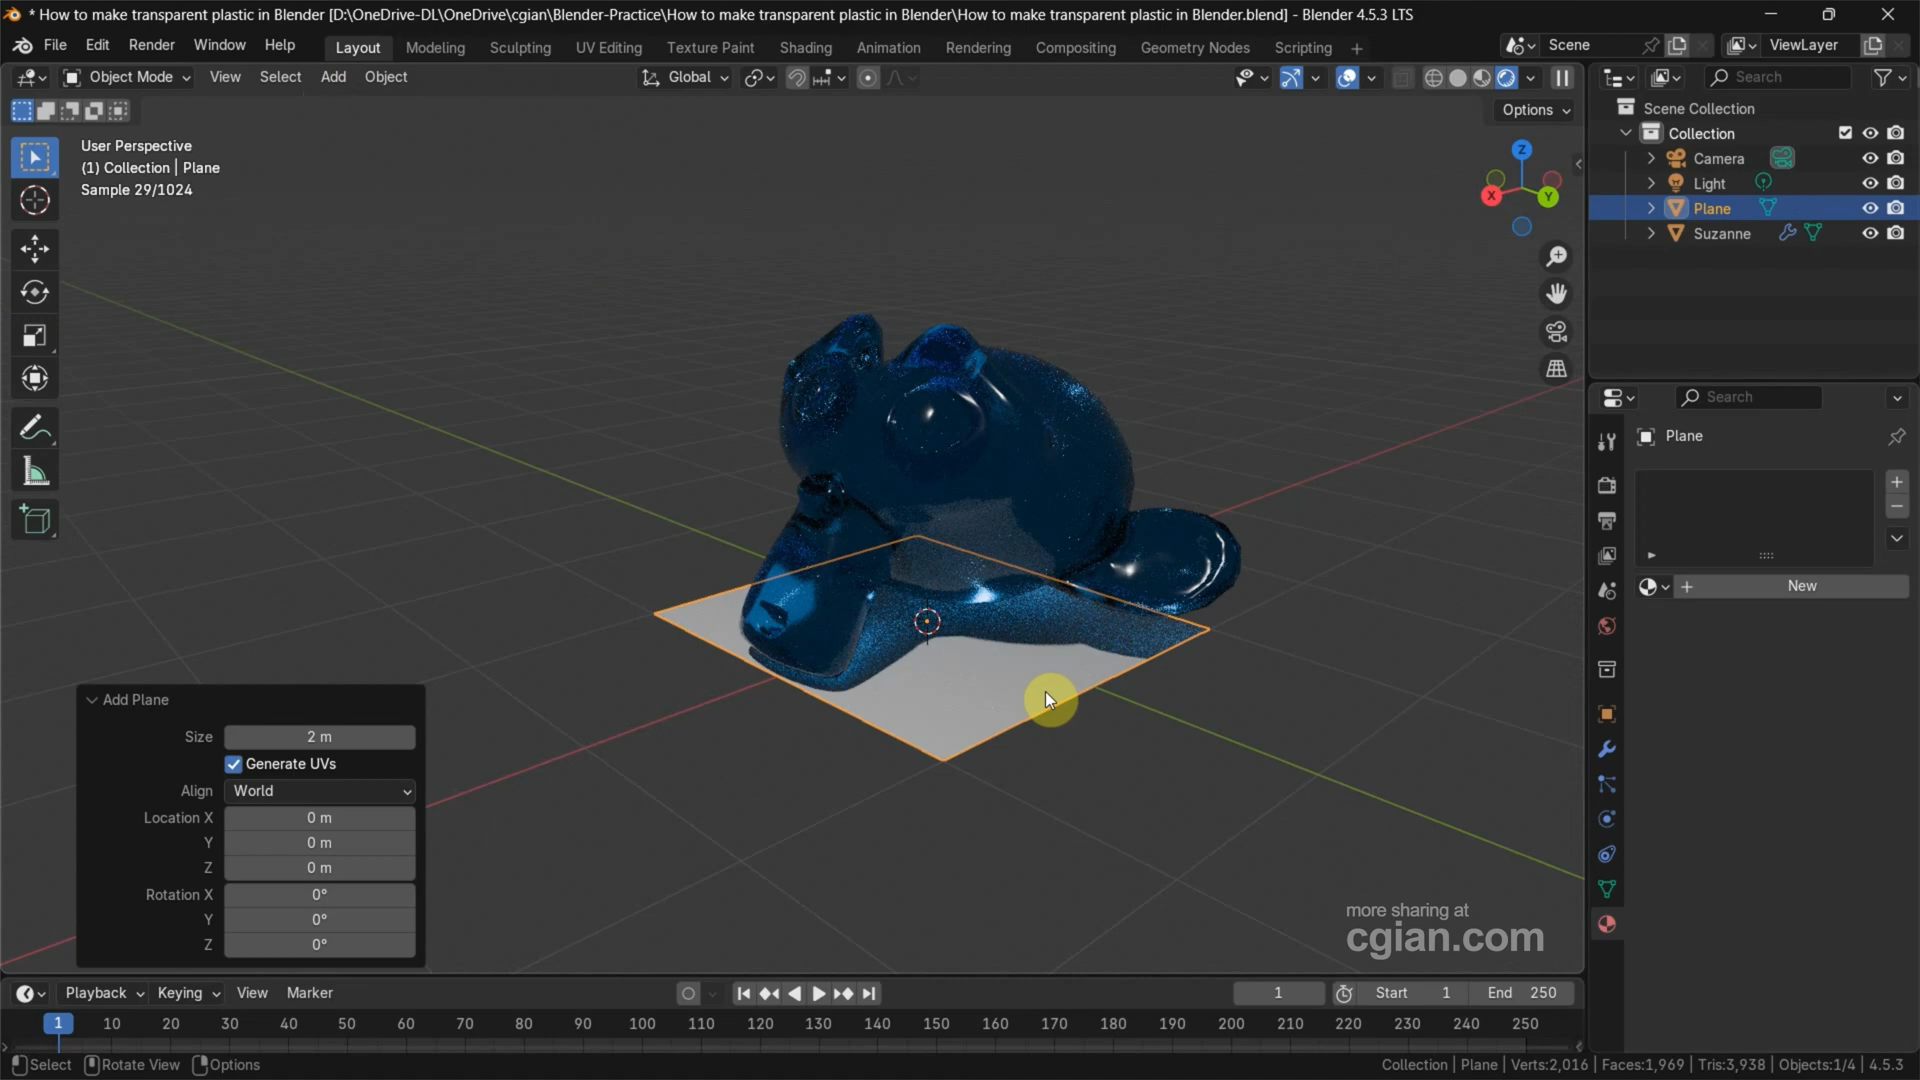 * How to make transparent plastic in Blender [D:\OneDrive-DL\OneDrive\cgian\Blender-Practice\How to make transparent plastic in Blender\How to make transparent plastic in Blender.blend] - Blender 4.5.3 LTS
File Edit Render Window Help Layout Modeling Sculpting UV Editing Texture Paint Shading Animation Rendering Compositing Geometry Nodes Scripting + Scene ViewLayer
Object Mode View Select Add Object Global Search
Options
Scene Collection
Collection
Camera
Light
Plane
Suzanne
User Perspective
(1) Collection | Plane
Sample 29/1024
Z
X
Y
Search
Plane
New
Add Plane
Size 2 m
Generate UVs
Align World
Location X 0 m
Y 0 m
Z 0 m
Rotation X 0°
Y 0°
Z 0°
more sharing at
cgian.com
Playback Keying View Marker 1 Start 1 End 250
1 10 20 30 40 50 60 70 80 90 100 110 120 130 140 150 160 170 180 190 200 210 220 230 240 250
Select Rotate View Options Collection | Plane | Verts:2,016 | Faces:1,969 | Tris:3,938 | Objects:1/4 | 4.5.3